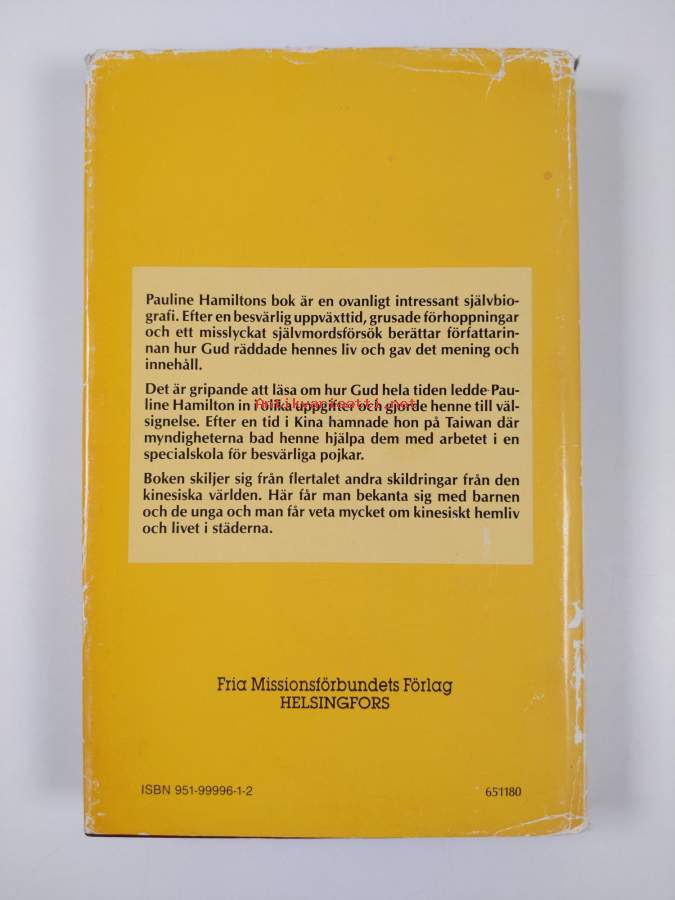 Pauline Hamiltons bok är en ovanligt intressant självbio-
grafi. Efter en besvärlig uppväxttid, grusade förhoppningar
och ett misslyckat självmordsförsök berättar författarin-
nan hur Gud räddade hennes liv och gav det mening och
innehåll.
Det är gripande att läsa om hur Gud hela tiden ledde Pau-
line Hamilton in i olika uppgifter och gjorde henne till väl-
Antikvariaatti.net
signelse. Efter en tid i Kina hamnade hon på Taiwan där
myndigheterna bad henne hjälpa dem med arbetet i en
specialskola för besvärliga pojkar.
Boken skiljer sig från flertalet andra skildringar från den
kinesiska världen. Här får man bekanta sig med barnen
och de unga och man får veta mycket om kinesiskt hemliv
och livet i städerna.
Fria Missionsförbundets Förlag
HELSINGFORS
ISBN 951-99996-1-2
651180